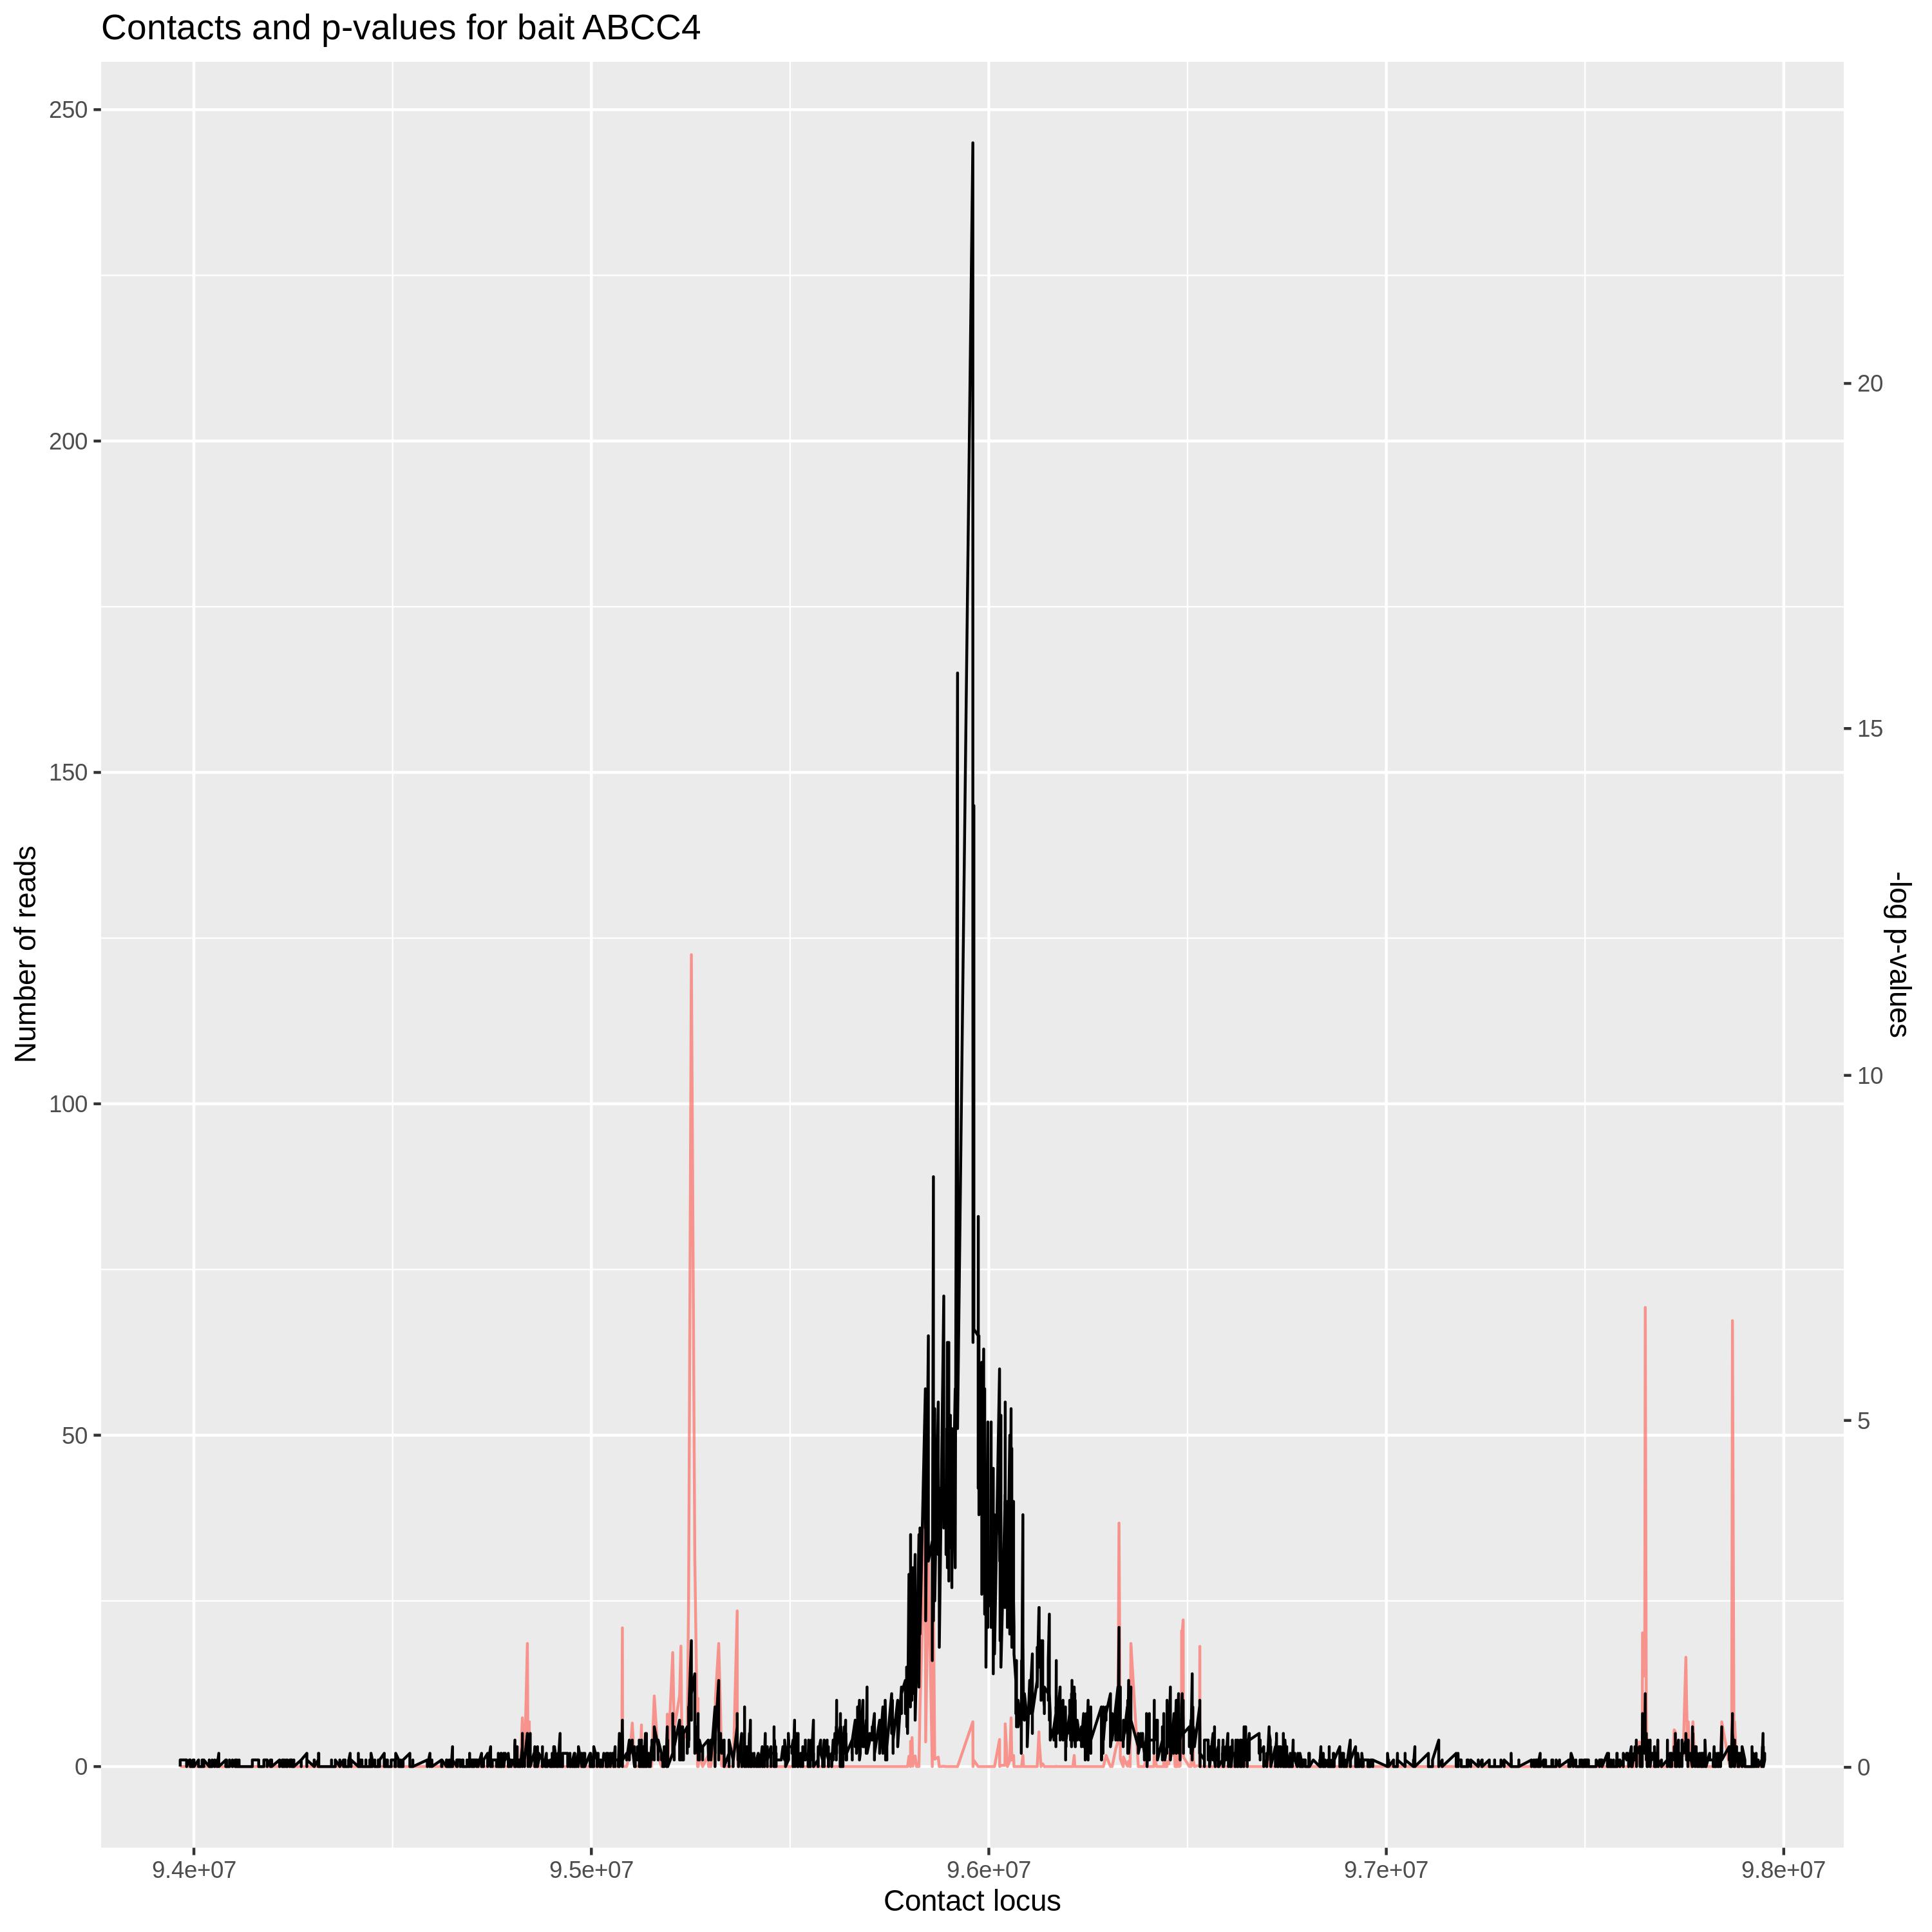 Contacts and p-values for bait ABCC4
250
200
150
100
50
0
Number of reads
20
15
10
5
0
-log p-values
9.4e+07
9.5e+07
9.6e+07
9.7e+07
9.8e+07
Contact locus